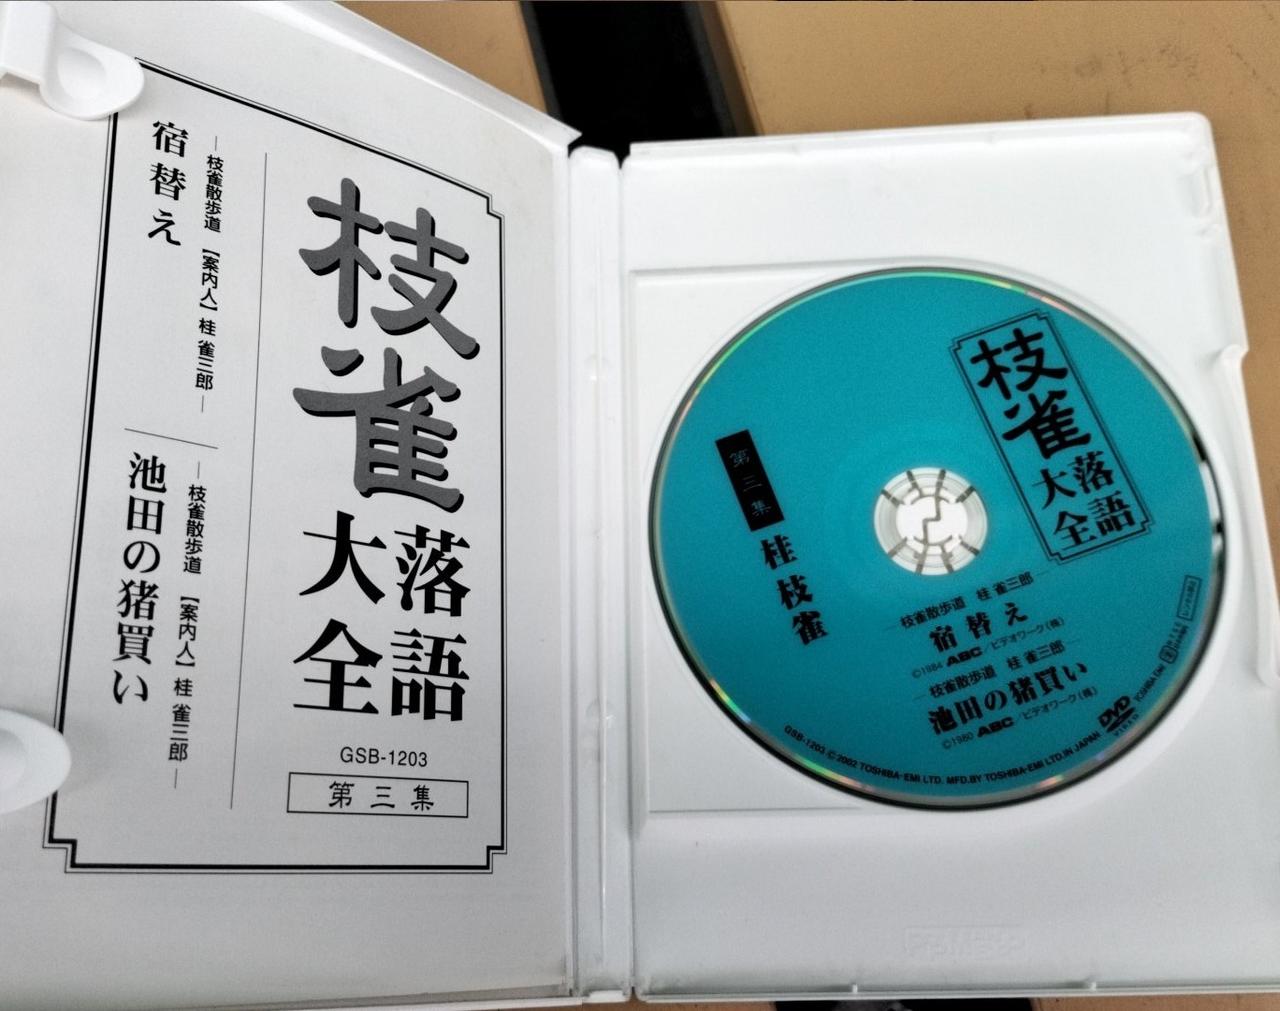 枝雀
落語
大全
GSB-1203
第三集
—枝雀散歩道 【案内人】桂 雀三郎—
宿替え
—枝雀散歩道 【案内人】桂 雀三郎—
池田の猪買い
枝雀
落語
大全
第三集
桂枝雀
—枝雀散歩道 桂 雀三郎—
宿替え
©1984 ABC/ビデオワーク(株)
—枝雀散歩道 桂 雀三郎—
池田の猪買い
©1980 ABC/ビデオワーク(株)
DVD
VIDEO
GSB-1203 © 2002 TOSHIBA-EMI LTD. MFD.BY TOSHIBA-EMI LTD.IN JAPAN
TOSHIBA EMI